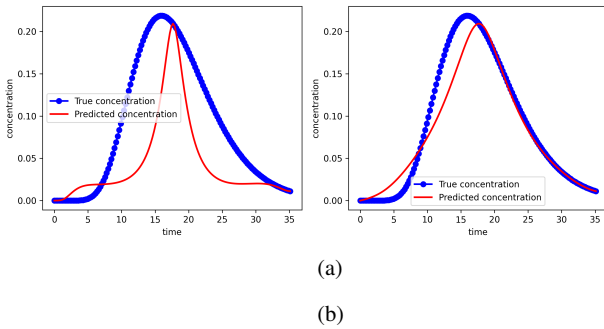 0.20
0.15
0.10
0.05
0.00
concentration
True concentration
Predicted concentration
0 5 10 15 20 25 30 35
time
0.20
0.15
0.10
0.05
0.00
concentration
True concentration
Predicted concentration
0 5 10 15 20 25 30 35
time
(a)
(b)